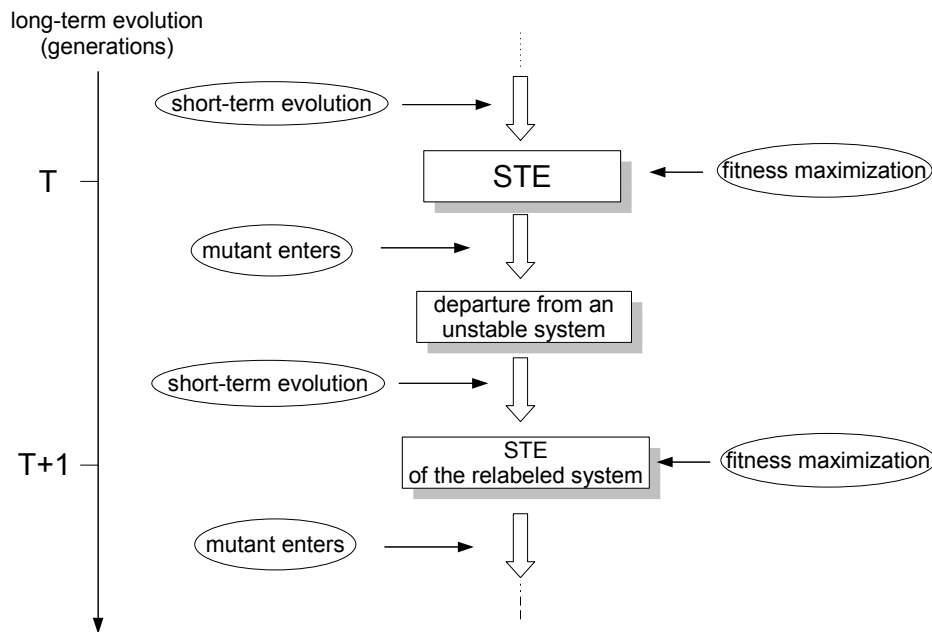 long-term evolution
(generations)
short-term evolution
T
STE
fitness maximization
mutant enters
departure from an
unstable system
short-term evolution
T+1
STE
of the relabeled system
fitness maximization
mutant enters